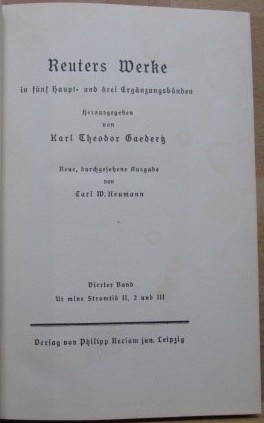 Reuters Werke
in fünf Haupt- und drei Ergänzungsbänden
Herausgegeben
von
Karl Theodor Gaedertz
Neue, durchgesehene Ausgabe
von
Carl W. Neumann
Vierter Band
Ut mine Stromtid II, 2 und III
Verlag von Philipp Reclam jun. Leipzig